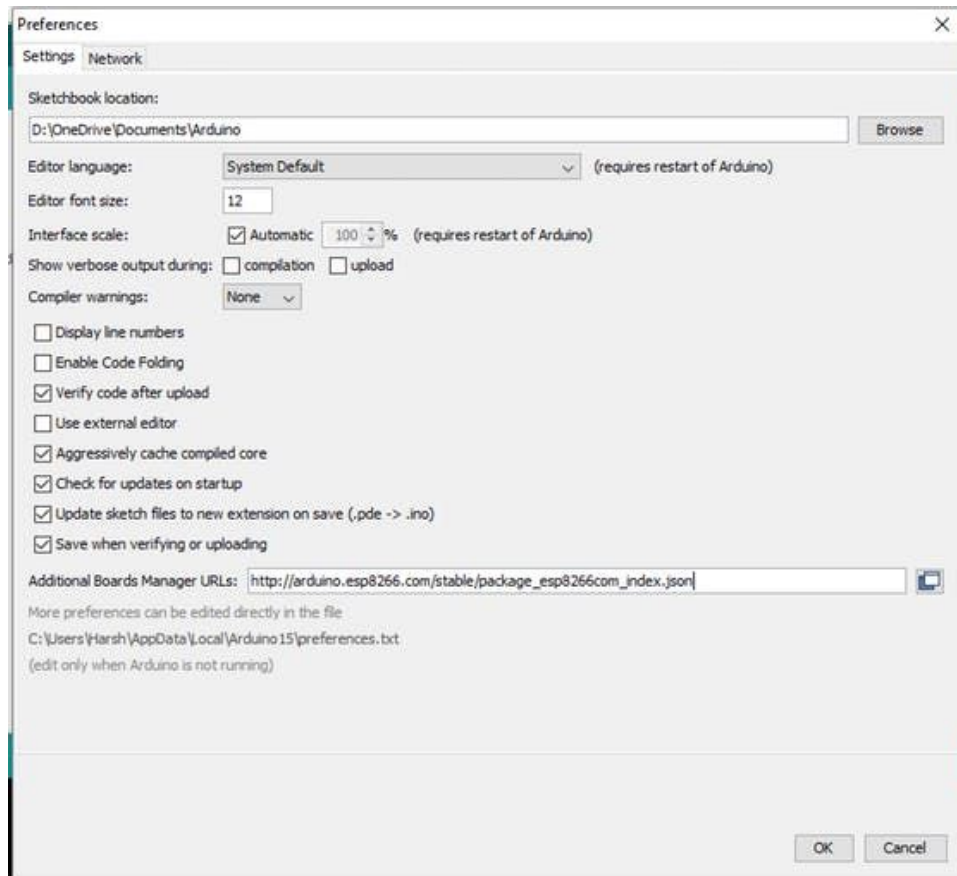 Preferences
Settings Network
Sketchbook location:
D:\OneDrive\Documents\Arduino Browse
Editor language: System Default (requires restart of Arduino)
Editor font size: 12
Interface scale: Automatic 100 % (requires restart of Arduino)
Show verbose output during: compilation upload
Compiler warnings: None
Display line numbers
Enable Code Folding
Verify code after upload
Use external editor
Aggressively cache compiled core
Check for updates on startup
Update sketch files to new extension on save (.pde -> .ino)
Save when verifying or uploading
Additional Boards Manager URLs: http://arduino.esp8266.com/stable/package_esp8266com_index.json
More preferences can be edited directly in the file
C:\Users\Harsh\AppData\Local\Arduino15\preferences.txt
(edit only when Arduino is not running)
OK Cancel